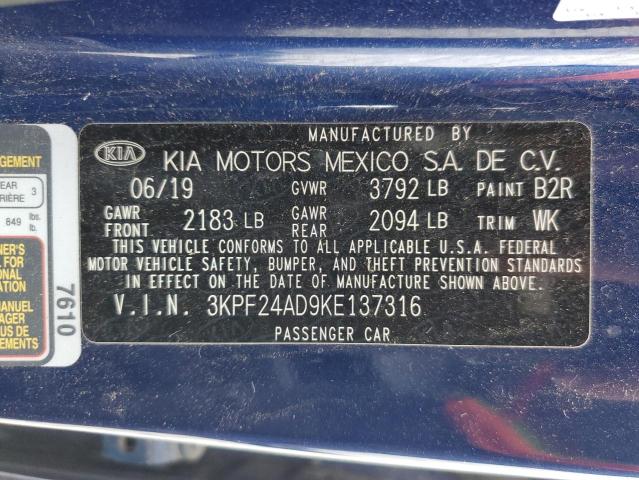 MANUFACTURED BY
KIA KIA MOTORS MEXICO S.A. DE C.V.
06/19 GVWR 3792 LB PAINT B2R
GAWR FRONT 2183 LB GAWR REAR 2094 LB TRIM WK
THIS VEHICLE CONFORMS TO ALL APPLICABLE U.S.A. FEDERAL
MOTOR VEHICLE SAFETY, BUMPER, AND THEFT PREVENTION STANDARDS
IN EFFECT ON THE DATE OF MANUFACTURE SHOWN ABOVE.
V.I.N. 3KPF24AD9KE137316
PASSENGER CAR
3
849 lbs.
lb.
MANUEL
7610